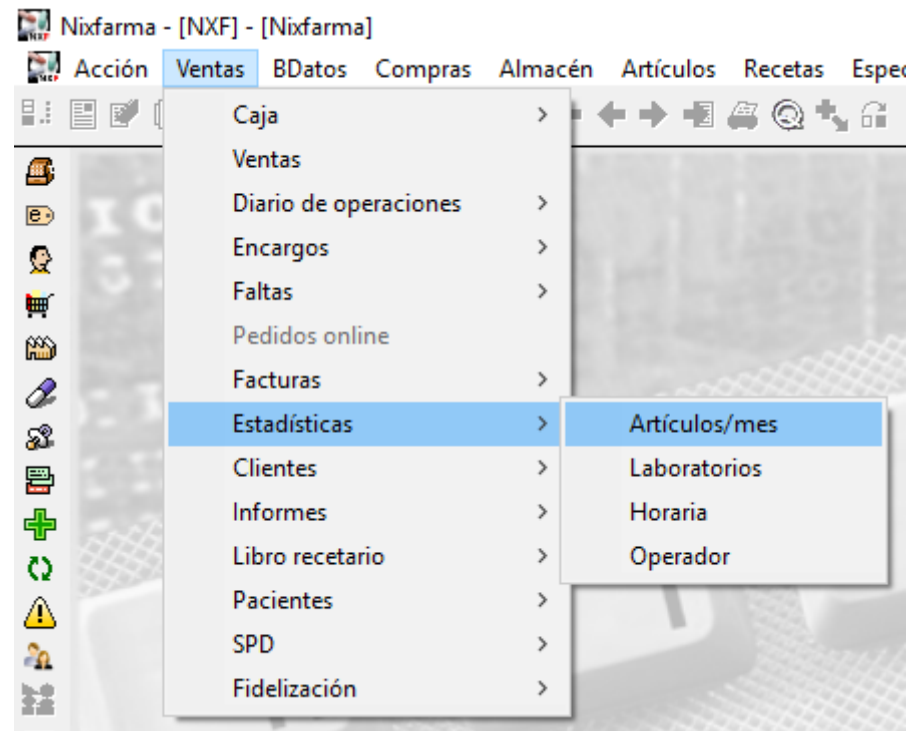 Nixfarma - [NXF] - [Nixfarma]
Acción Ventas BDatos Compras Almacén Artículos Recetas Espec
Caja
Ventas
Diario de operaciones
Encargos
Faltas
Pedidos online
Facturas
Estadísticas
Artículos/mes
Clientes
Laboratorios
Informes
Horaria
Libro recetario
Operador
Pacientes
SPD
Fidelización